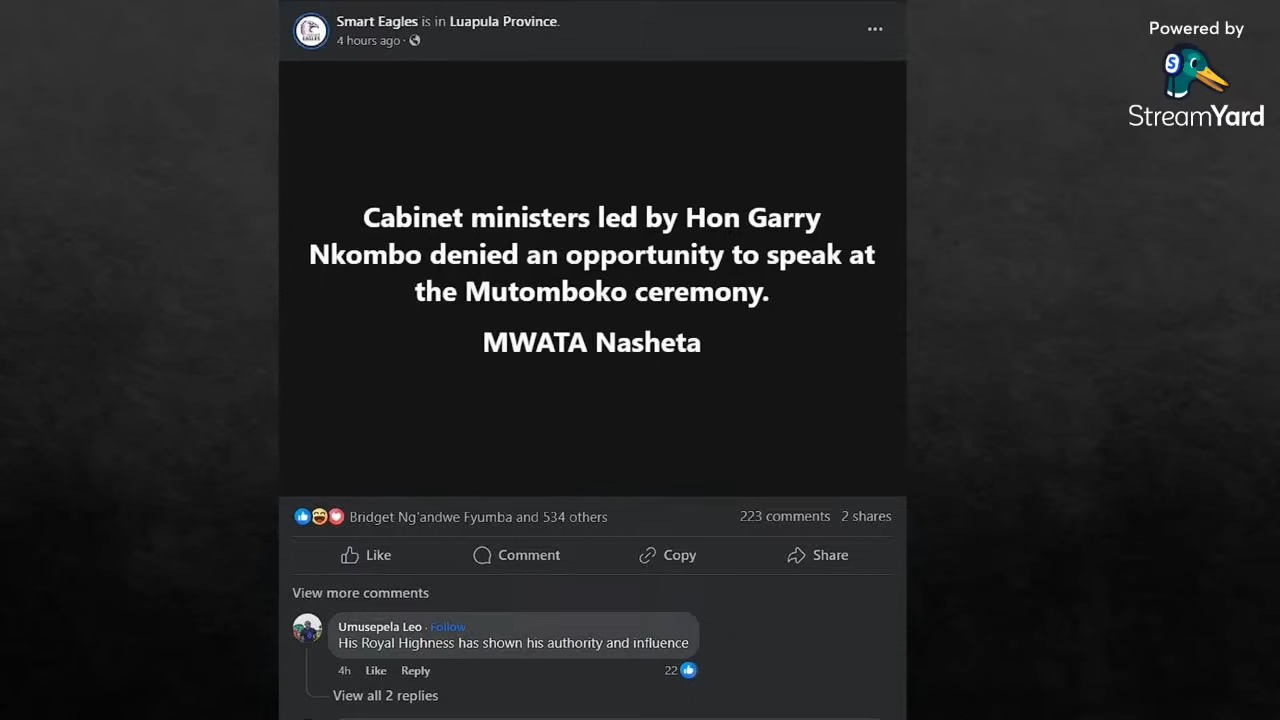 Smart Eagles is in Luapula Province.
4 hours ago ·
Powered by
StreamYard
Cabinet ministers led by Hon Garry
Nkombo denied an opportunity to speak at
the Mutomboko ceremony.
MWATA Nasheta
Bridget Ng'andwe Fyumba and 534 others
223 comments 2 shares
Like Comment Copy Share
View more comments
Umusepela Leo · Follow
His Royal Highness has shown his authority and influence
4h Like Reply 22
View all 2 replies